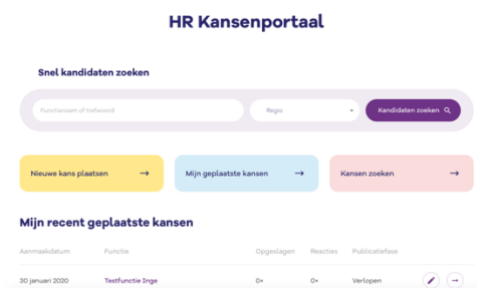 HR Kansenportaal
Snel kandidaten zoeken
Functienaam of trefwoord
Regio
Kandidaten zoeken
Nieuwe kans plaatsen →
Mijn geplaatste kansen →
Kansen zoeken →
Mijn recent geplaatste kansen
Aanmaakdatum Functie Opgeslagen Reacties Publicatiefase
30 januari 2020 Testfunctie Inge 0× 0× Verlopen